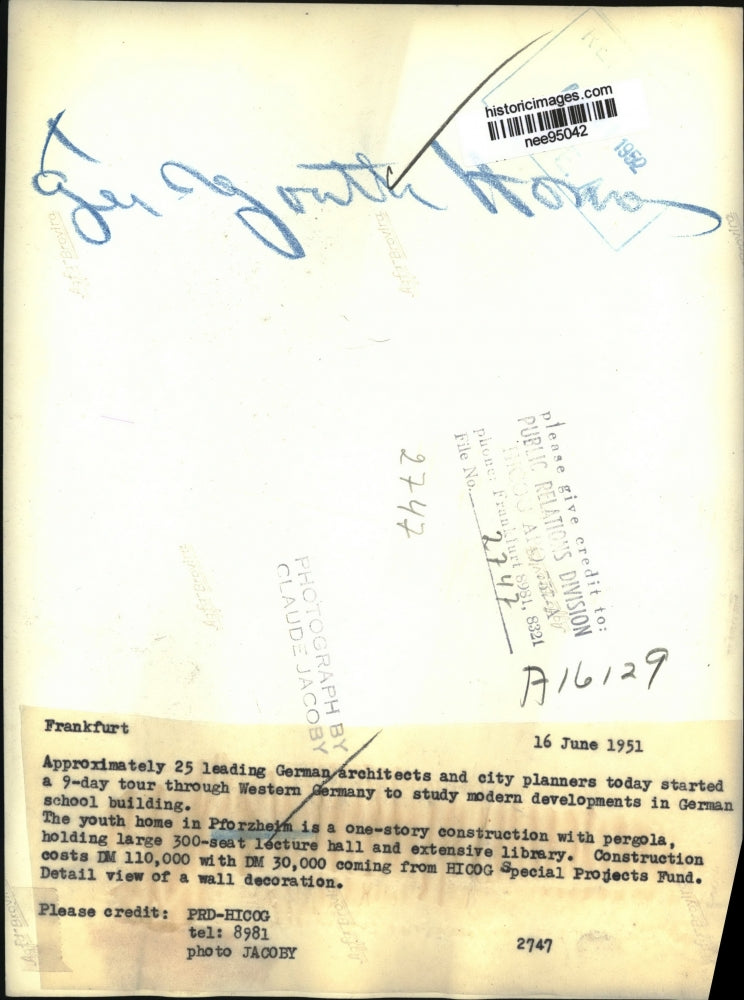 historicimages.com
nee95042
1952
Ger Youth Home
please give credit to:
PUBLIC RELATIONS DIVISION
phone: Frankfurt 8981, 8321
File No. 2747
2747
PHOTOGRAPH BY
CLAUDE JACOBY
A16129
Frankfurt
16 June 1951
Approximately 25 leading German architects and city planners today started
a 9-day tour through Western Germany to study modern developments in German
school building.
The youth home in Pforzheim is a one-story construction with pergola,
holding large 300-seat lecture hall and extensive library. Construction
costs DM 110,000 with DM 30,000 coming from HICOG Special Projects Fund.
Detail view of a wall decoration.
Please credit: PRD-HICOG
tel: 8981
photo JACOBY
2747